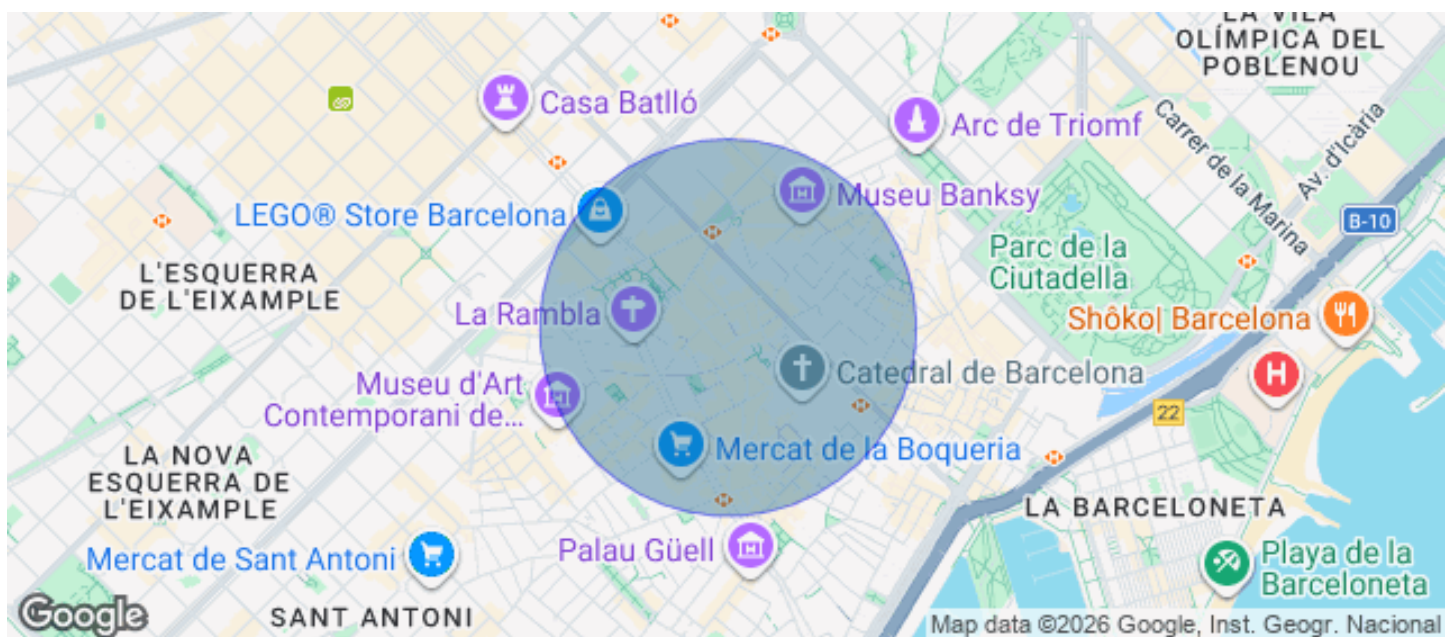 LA VILA
OLÍMPICA DEL
POBLENOU
Casa Batlló
Arc de Triomf
Carrer de la Marina
Av. d'Icària
Museu Banksy
LEGO® Store Barcelona
B-10
Parc de la
Ciutadella
L'ESQUERRA
DE L'EIXAMPLE
La Rambla
Shôko| Barcelona
Museu d'Art
Contemporani de...
Catedral de Barcelona
H
22
Mercat de la Boqueria
LA NOVA
ESQUERRA DE
L'EIXAMPLE
LA BARCELONETA
Palau Güell
Mercat de Sant Antoni
Playa de la
Barceloneta
SANT ANTONI
Google
Map data ©2026 Google, Inst. Geogr. Nacional